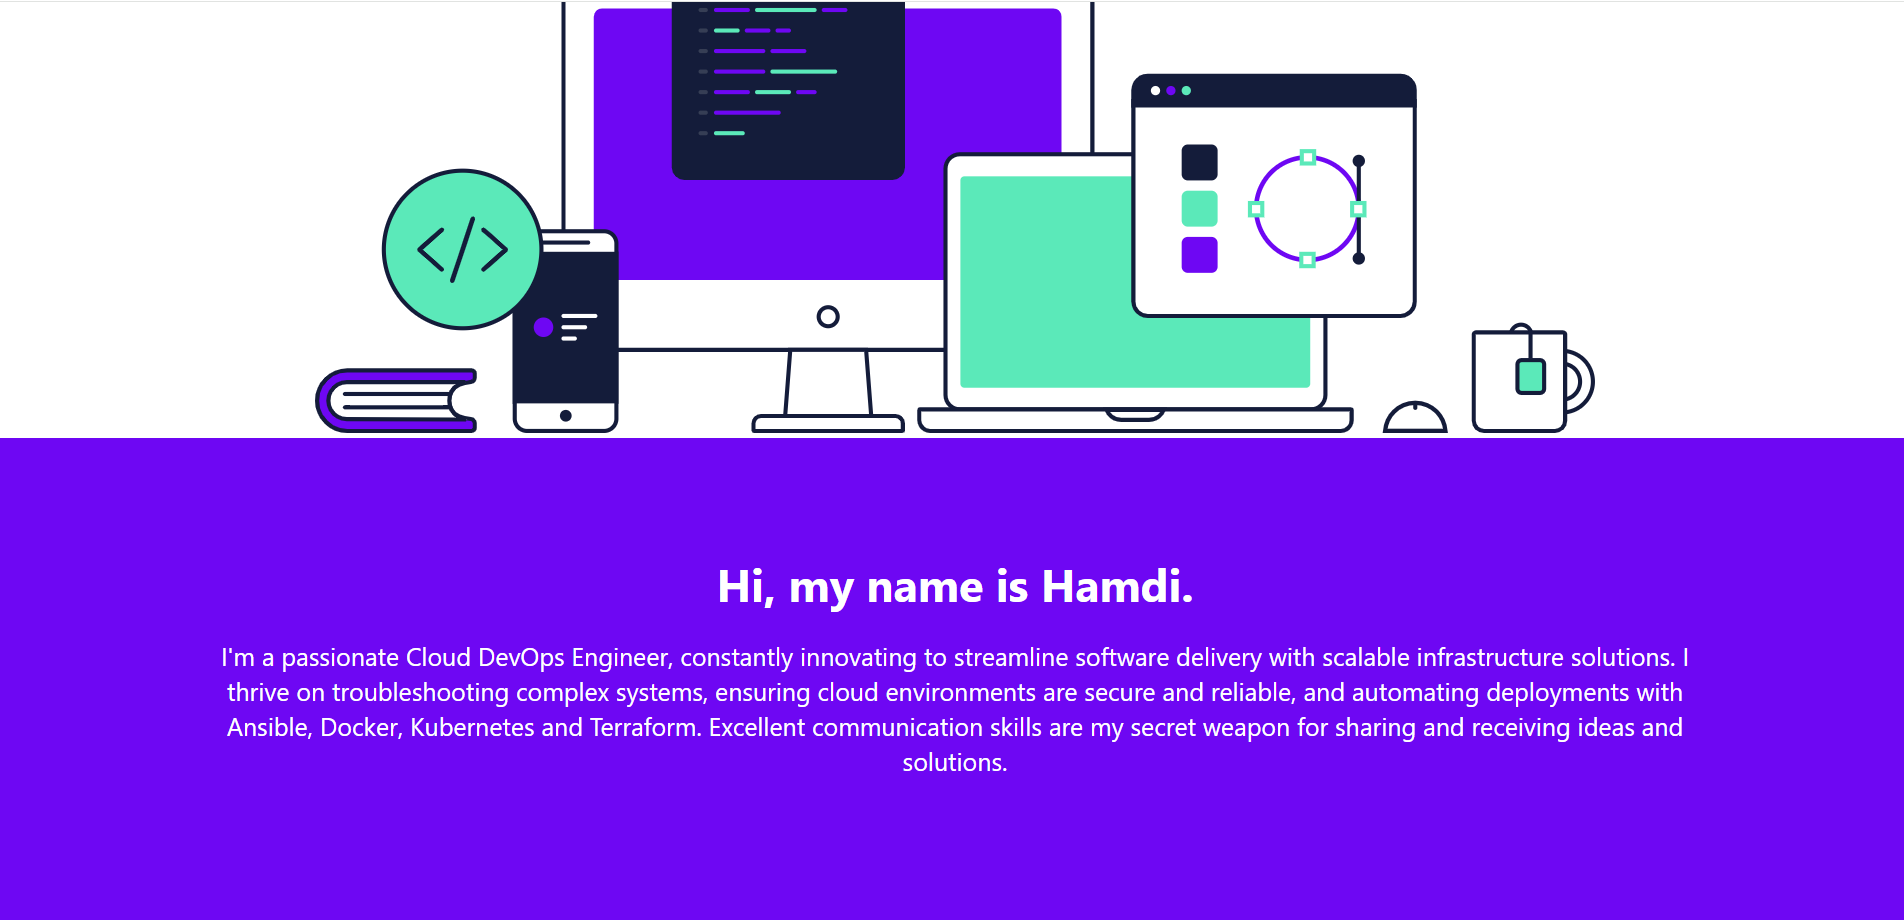 </>
Hi, my name is Hamdi.
I'm a passionate Cloud DevOps Engineer, constantly innovating to streamline software delivery with scalable infrastructure solutions. I
thrive on troubleshooting complex systems, ensuring cloud environments are secure and reliable, and automating deployments with
Ansible, Docker, Kubernetes and Terraform. Excellent communication skills are my secret weapon for sharing and receiving ideas and
solutions.